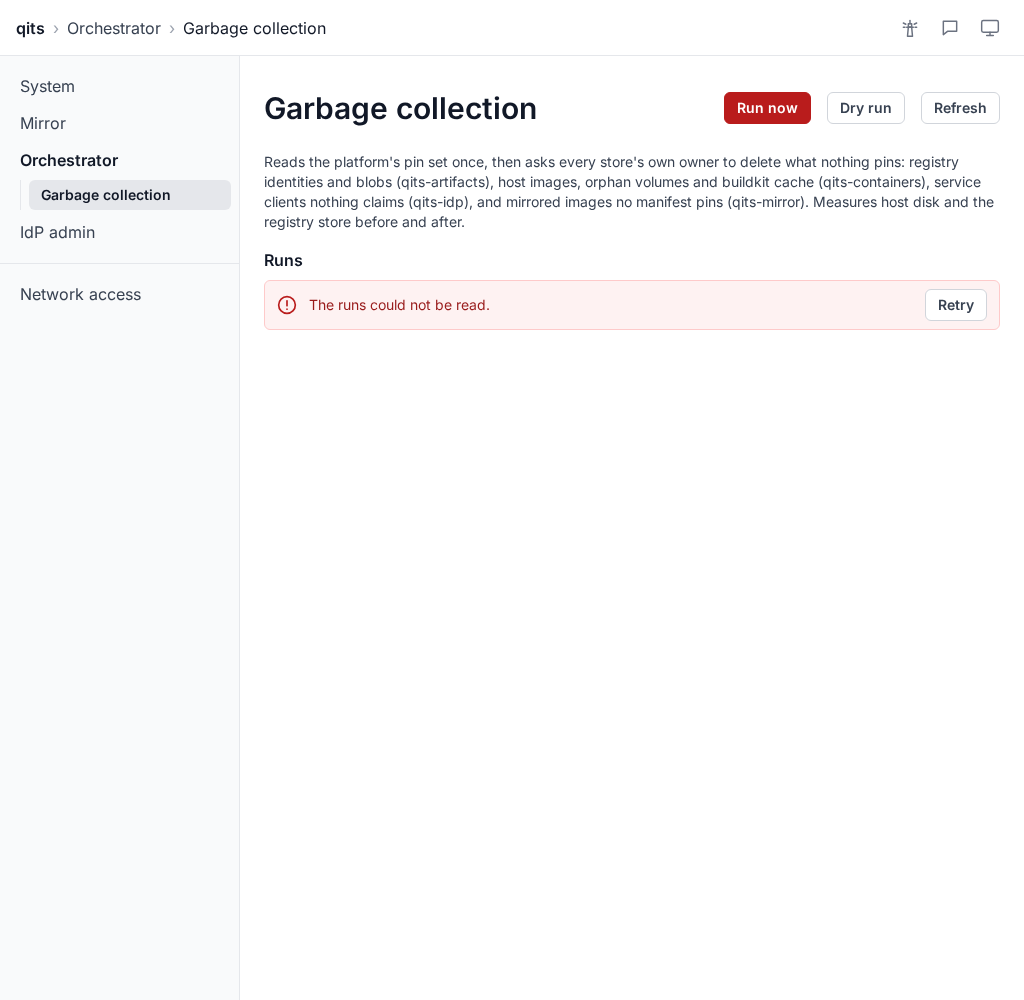 qits › Orchestrator › Garbage collection
System
Mirror
Orchestrator
Garbage collection
IdP admin
Network access
Garbage collection
Run now
Dry run
Refresh
Reads the platform's pin set once, then asks every store's own owner to delete what nothing pins: registry
identities and blobs (qits-artifacts), host images, orphan volumes and buildkit cache (qits-containers), service
clients nothing claims (qits-idp), and mirrored images no manifest pins (qits-mirror). Measures host disk and the
registry store before and after.
Runs
The runs could not be read.
Retry